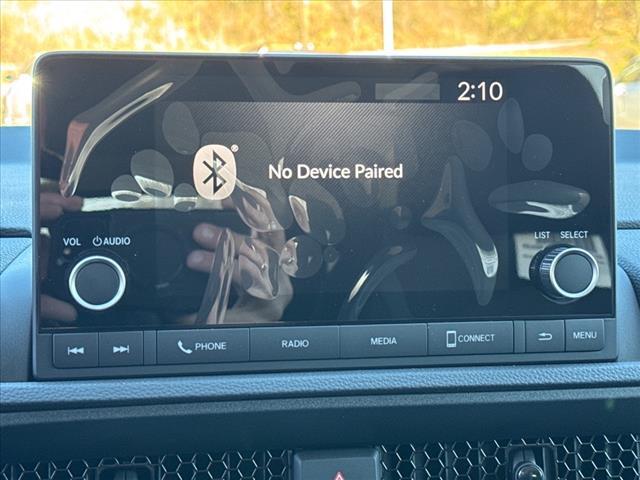 2:10
No Device Paired
VOL AUDIO
LIST SELECT
PHONE RADIO MEDIA CONNECT MENU